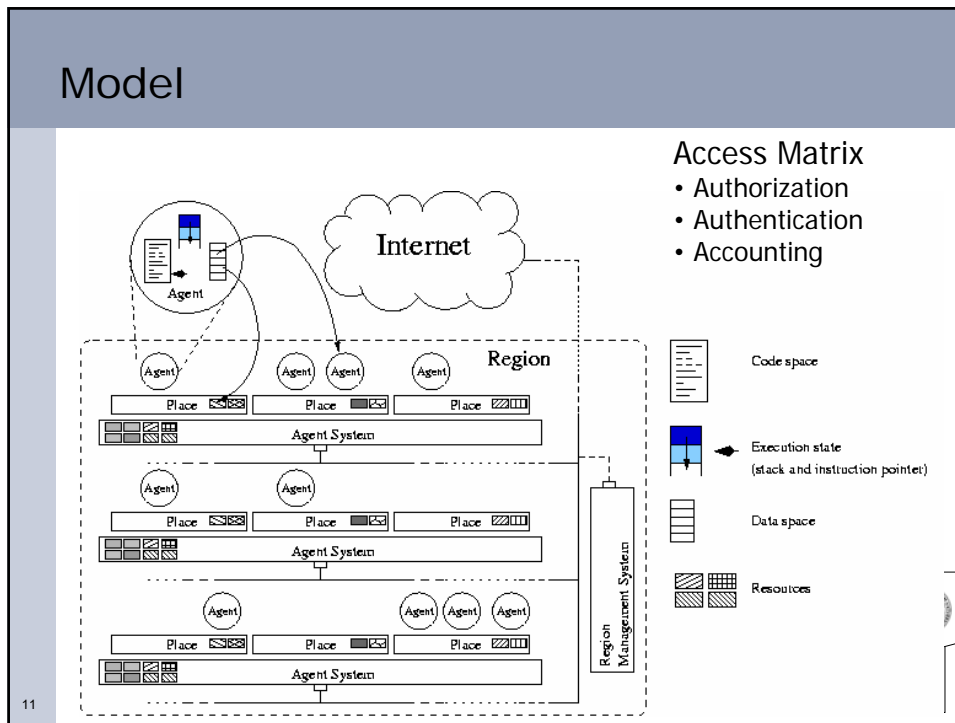 Model
Access Matrix
• Authorization
• Authentication
• Accounting
Internet
Agent
Region
Agent Agent Agent Agent
Place Place Place
Agent System
Agent Agent
Place Place Place
Agent System
Agent Agent Agent Agent
Place Place Place
Agent System
Region
Management System
Code space
Execution state
(stack and instruction pointer)
Data space
Resources
11